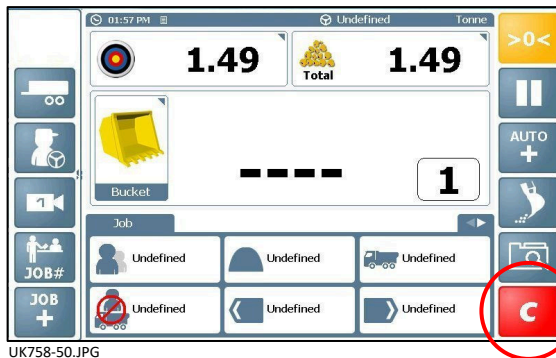 01:57 PM Undefined Tonne
>0<
1.49
Total
1.49
AUTO
+
Bucket
----
1
1
Job
JOB#
Undefined
Undefined
Undefined
JOB
+
Undefined
Undefined
Undefined
C
UK758-50.JPG